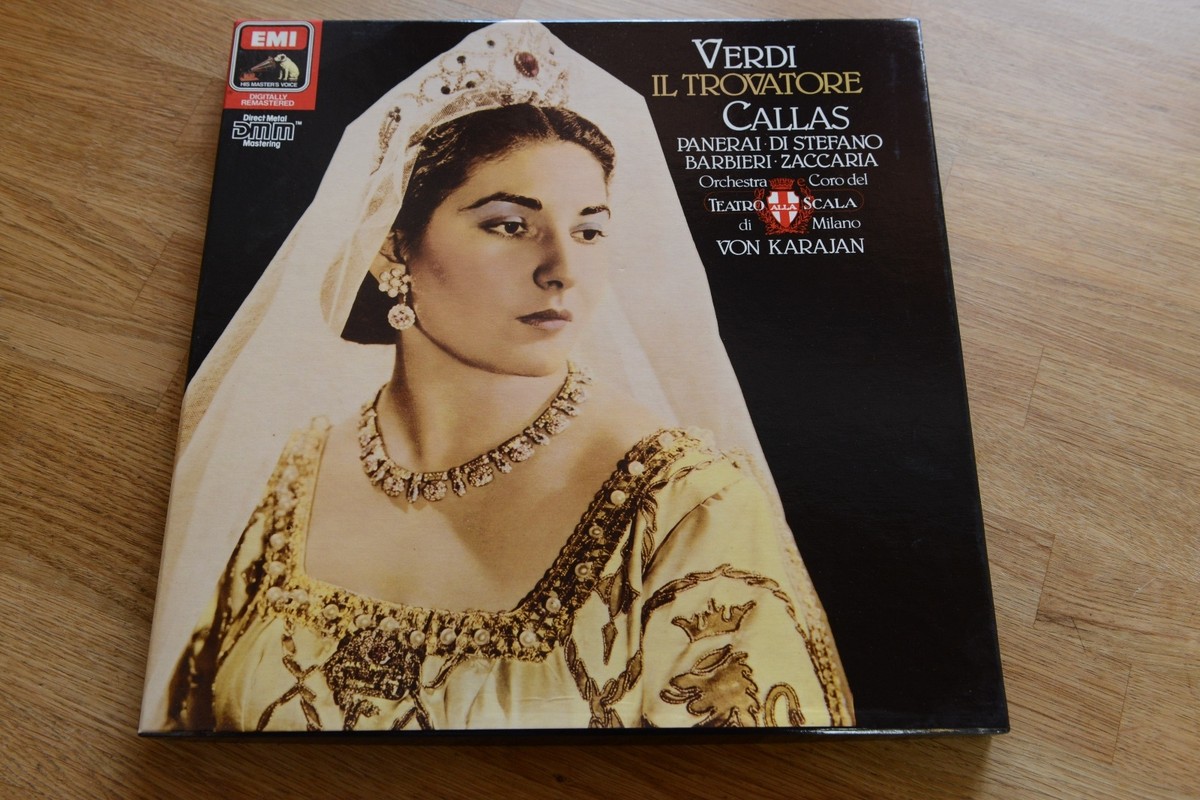 EMI
HIS MASTER'S VOICE
DIGITALLY
REMASTERED
Direct Metal
DMM™
Mastering
VERDI
IL TROVATORE
CALLAS
PANERAI · DI STEFANO
BARBIERI · ZACCARIA
Orchestra e Coro del
TEATRO ALLA SCALA
di Milano
VON KARAJAN